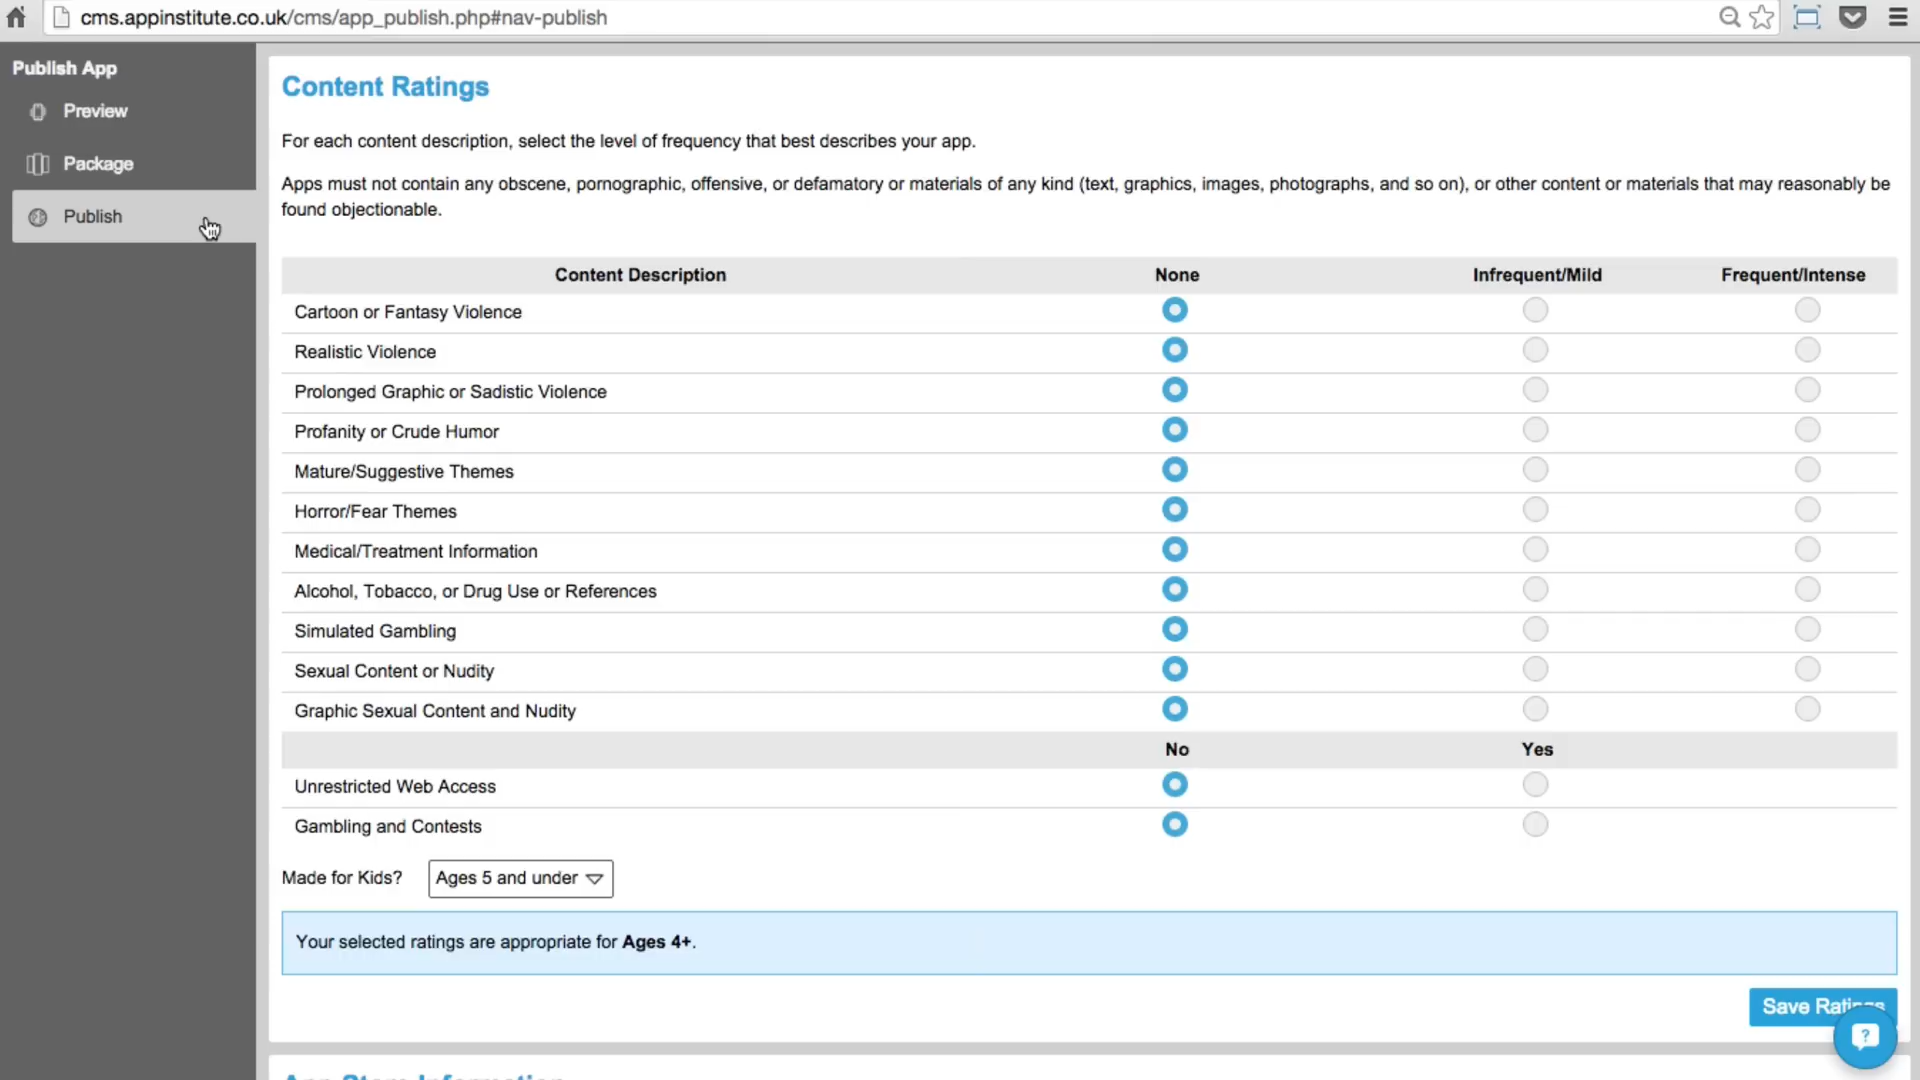 cms.appinstitute.co.uk/cms/app_publish.php#nav-publish
Publish App
Preview
Package
Publish
Content Ratings
For each content description, select the level of frequency that best describes your app.
Apps must not contain any obscene, pornographic, offensive, or defamatory or materials of any kind (text, graphics, images, photographs, and so on), or other content or materials that may reasonably be
found objectionable.
Content Description None Infrequent/Mild Frequent/Intense
Cartoon or Fantasy Violence
Realistic Violence
Prolonged Graphic or Sadistic Violence
Profanity or Crude Humor
Mature/Suggestive Themes
Horror/Fear Themes
Medical/Treatment Information
Alcohol, Tobacco, or Drug Use or References
Simulated Gambling
Sexual Content or Nudity
Graphic Sexual Content and Nudity
No Yes
Unrestricted Web Access
Gambling and Contests
Made for Kids? Ages 5 and under
Your selected ratings are appropriate for Ages 4+.
Save Ratings
?
App Store Information